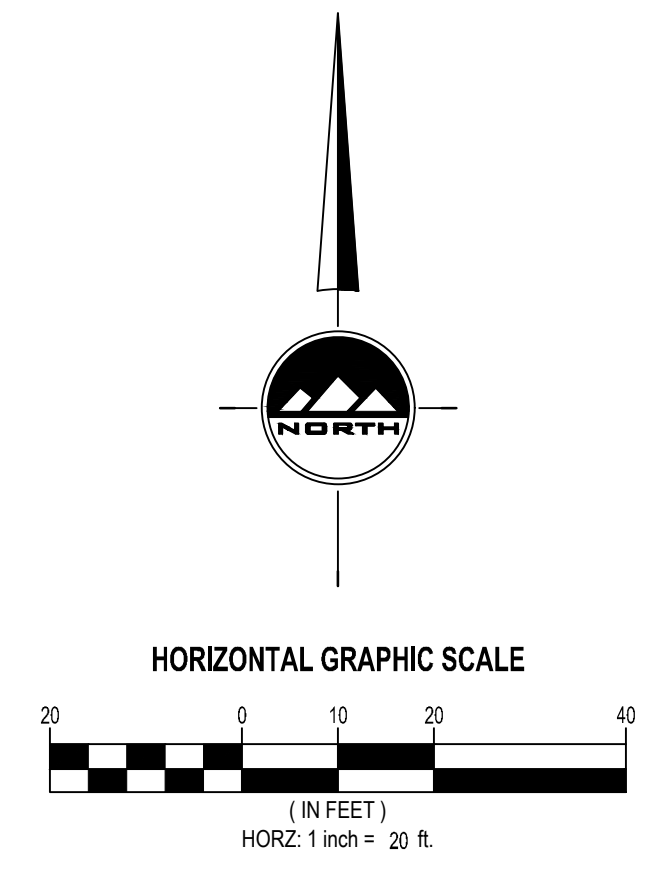 NORTH
HORIZONTAL GRAPHIC SCALE
20 0 10 20 40
( IN FEET )
HORZ: 1 inch = 20 ft.